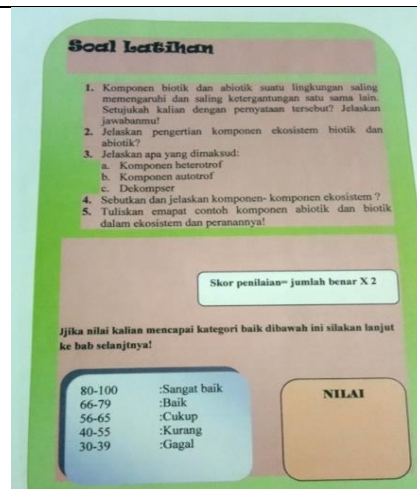 Soal Latihan
1. Komponen biotik dan abiotik suatu lingkungan saling
memengaruhi dan saling ketergantungan satu sama lain.
Setujukah kalian dengan pernyataan tersebut? Jelaskan
jawabanmu!
2. Jelaskan pengertian komponen ekosistem biotik dan
abiotik?
3. Jelaskan apa yang dimaksud:
a. Komponen heterotrof
b. Komponen autotrof
c. Dekompser
4. Sebutkan dan jelaskan komponen- komponen ekosistem ?
5. Tuliskan emapat contoh komponen abiotik dan biotik
dalam ekosistem dan peranannya!
Skor penilaian= jumlah benar X 2
Jjika nilai kalian mencapai kategori baik dibawah ini silakan lanjut
ke bab selanjtnya!
80-100 :Sangat baik
66-79 :Baik
56-65 :Cukup
40-55 :Kurang
30-39 :Gagal
NILAI